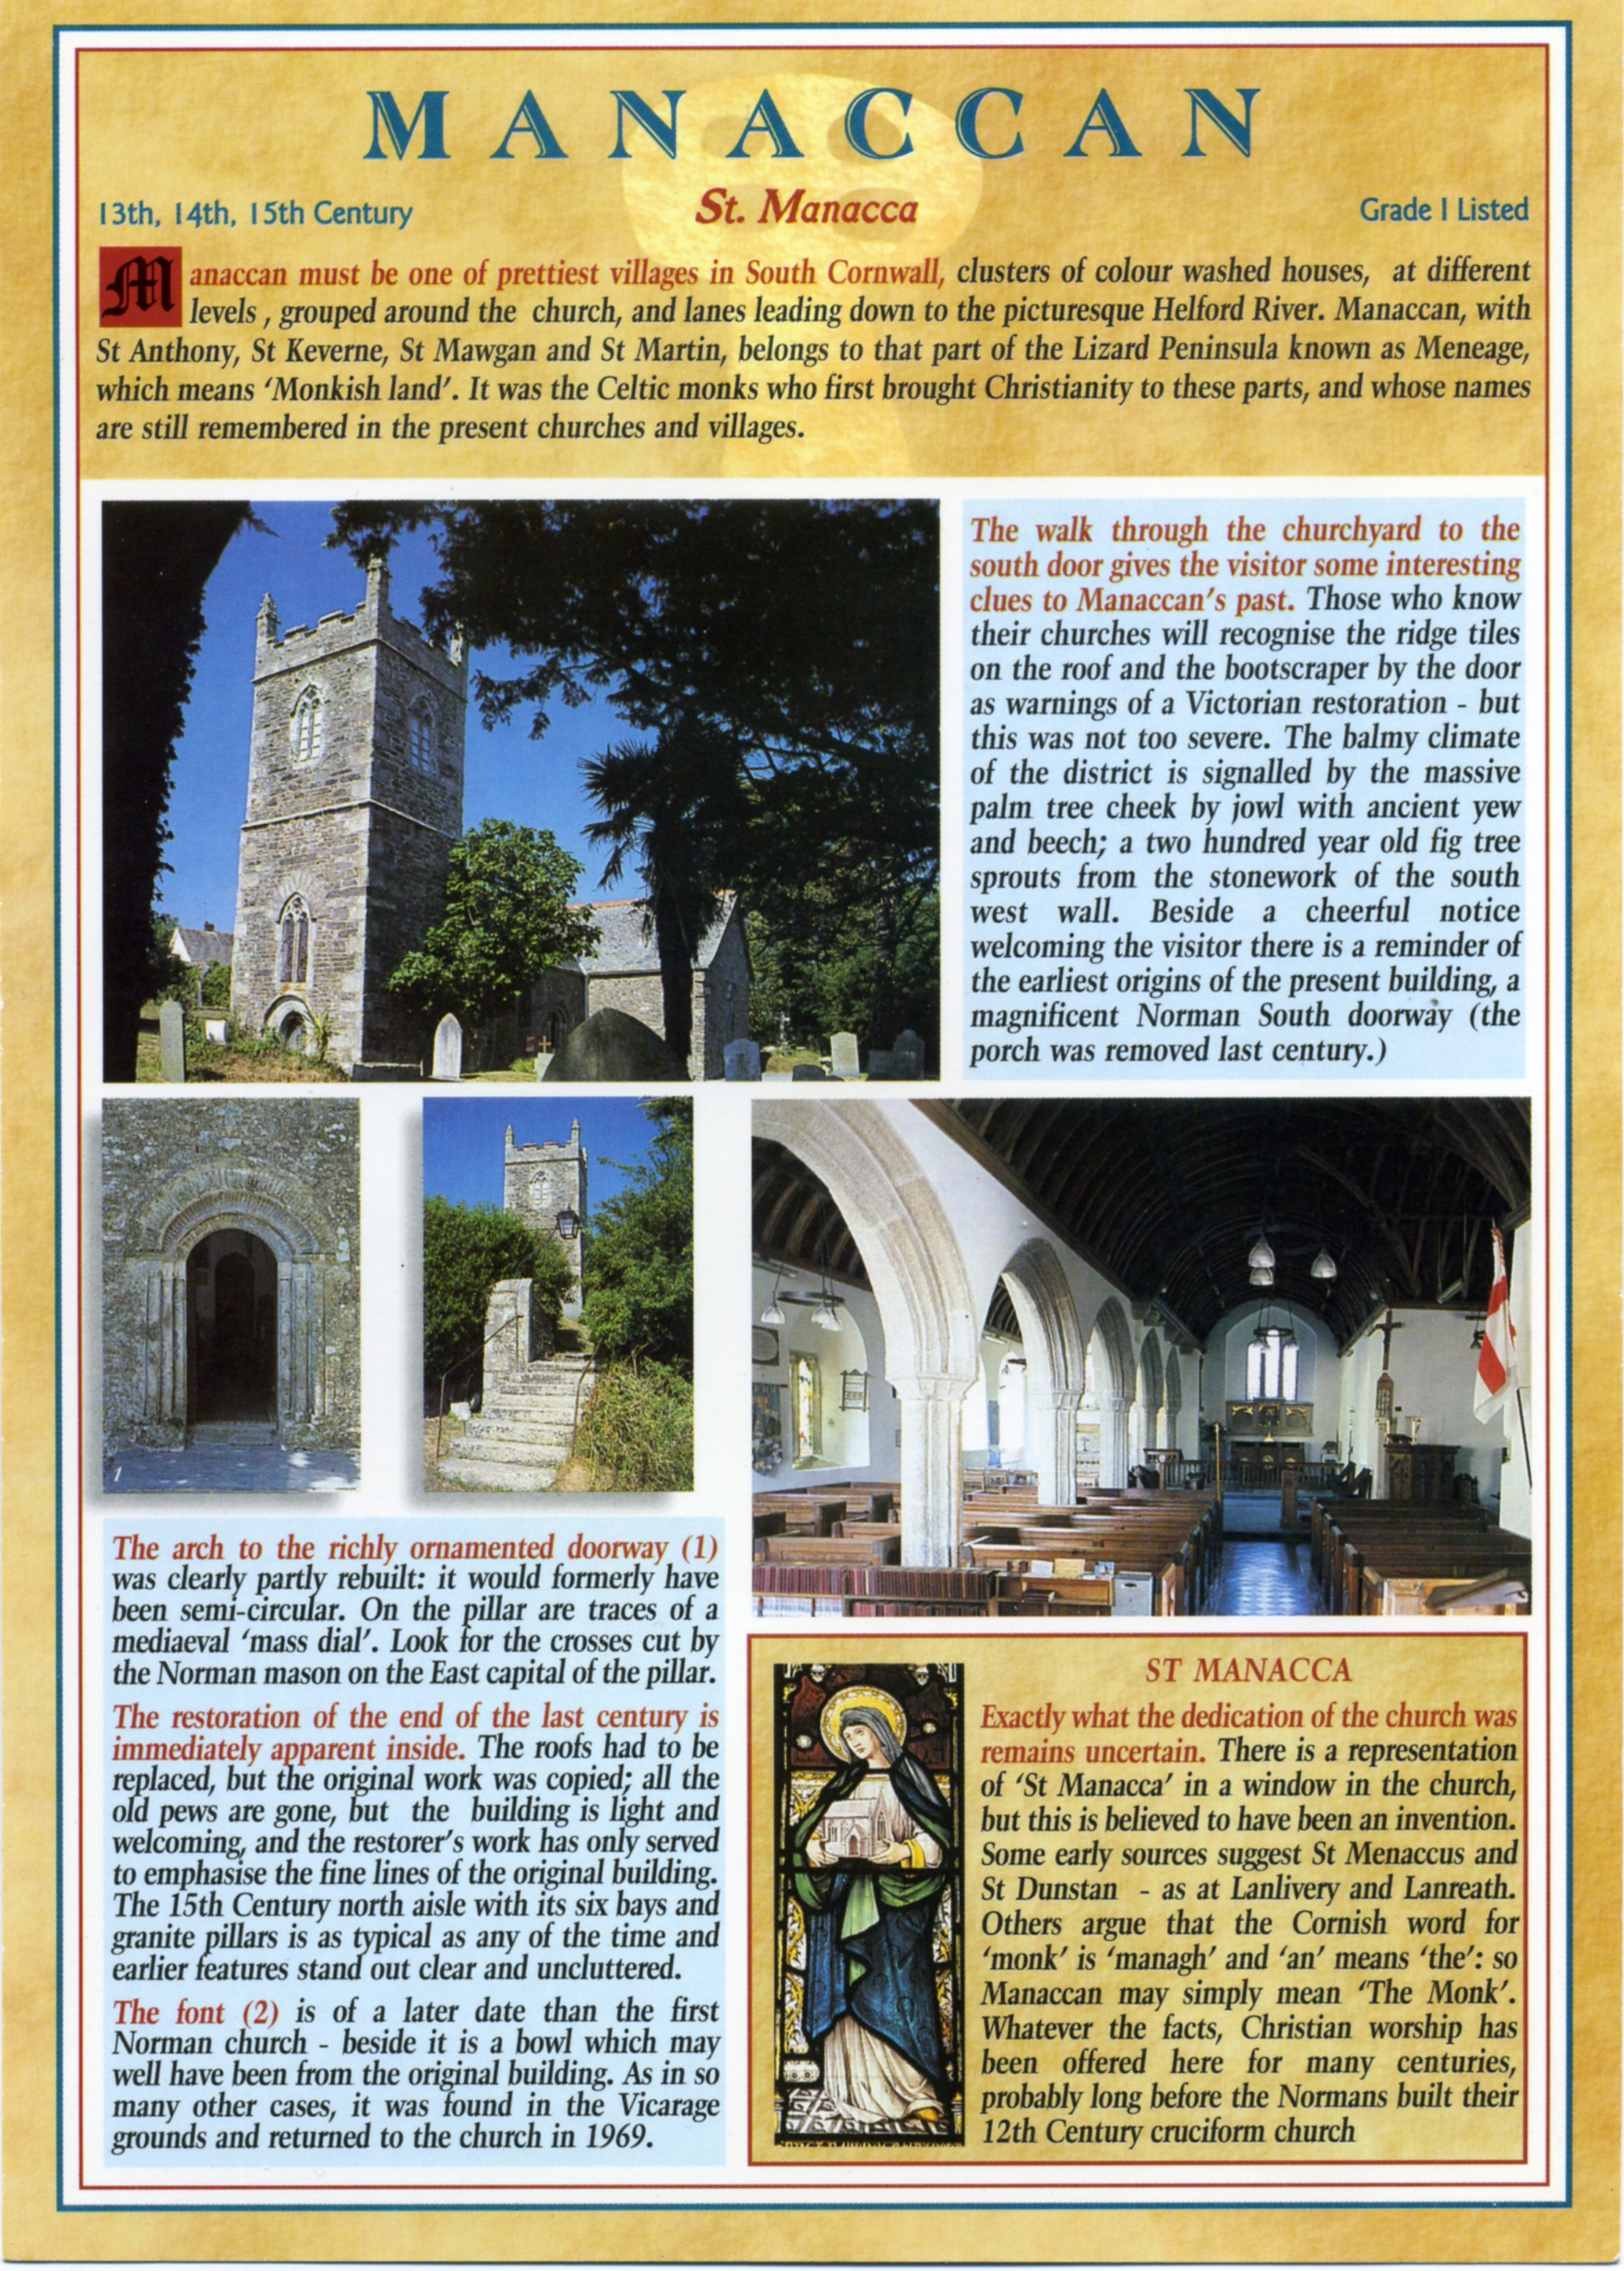 MANACCAN
13th, 14th, 15th Century
St. Manacca
Grade I Listed
Manaccan must be one of prettiest villages in South Cornwall, clusters of colour washed houses, at different
levels , grouped around the church, and lanes leading down to the picturesque Helford River. Manaccan, with
St Anthony, St Keverne, St Mawgan and St Martin, belongs to that part of the Lizard Peninsula known as Meneage,
which means ‘Monkish land’. It was the Celtic monks who first brought Christianity to these parts, and whose names
are still remembered in the present churches and villages.
The walk through the churchyard to the
south door gives the visitor some interesting
clues to Manaccan's past. Those who know
their churches will recognise the ridge tiles
on the roof and the bootscraper by the door
as warnings of a Victorian restoration - but
this was not too severe. The balmy climate
of the district is signalled by the massive
palm tree cheek by jowl with ancient yew
and beech; a two hundred year old fig tree
sprouts from the stonework of the south
west wall. Beside a cheerful notice
welcoming the visitor there is a reminder of
the earliest origins of the present building, a
magnificent Norman South doorway (the
porch was removed last century.)
1
The arch to the richly ornamented doorway (1)
was clearly partly rebuilt: it would formerly have
been semi-circular. On the pillar are traces of a
mediaeval ‘mass dial’. Look for the crosses cut by
the Norman mason on the East capital of the pillar.
The restoration of the end of the last century is
immediately apparent inside. The roofs had to be
replaced, but the original work was copied; all the
old pews are gone, but the building is light and
welcoming, and the restorer's work has only served
to emphasise the fine lines of the original building.
The 15th Century north aisle with its six bays and
granite pillars is as typical as any of the time and
earlier features stand out clear and uncluttered.
The font (2) is of a later date than the first
Norman church - beside it is a bowl which may
well have been from the original building. As in so
many other cases, it was found in the Vicarage
grounds and returned to the church in 1969.
ST MANACCA
Exactly what the dedication of the church was
remains uncertain. There is a representation
of ‘St Manacca’ in a window in the church,
but this is believed to have been an invention.
Some early sources suggest St Menaccus and
St Dunstan - as at Lanlivery and Lanreath.
Others argue that the Cornish word for
‘monk’ is ‘managh’ and ‘an’ means ‘the’: so
Manaccan may simply mean ‘The Monk’.
Whatever the facts, Christian worship has
been offered here for many centuries,
probably long before the Normans built their
12th Century cruciform church